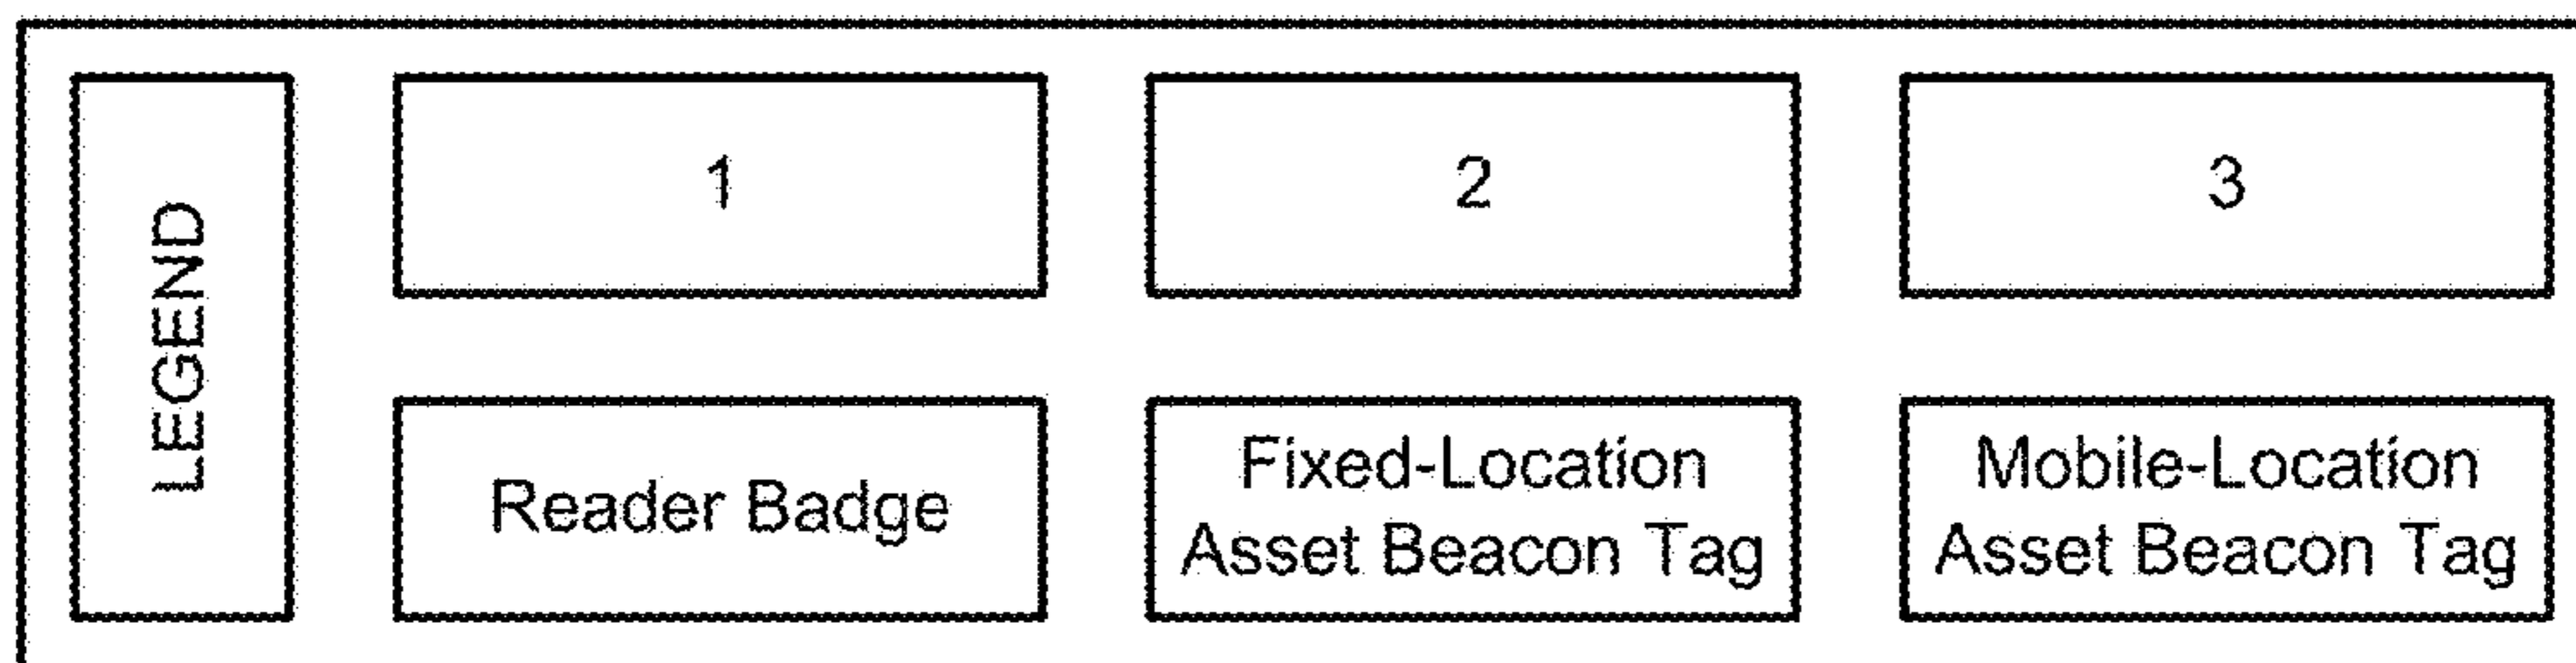 LEGEND
1
2
3
Reader Badge
Fixed-Location
Asset Beacon Tag
Mobile-Location
Asset Beacon Tag